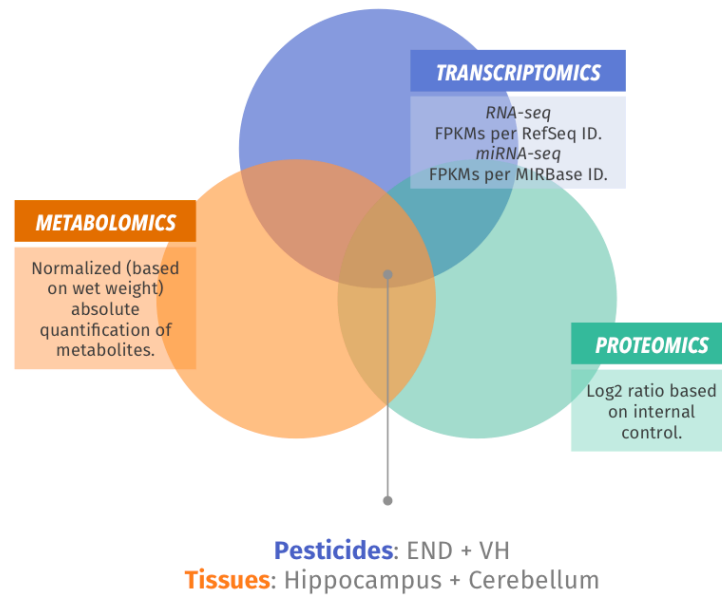 TRANSCRIPTOMICS
RNA-seq
FPKMs per RefSeq ID.
miRNA-seq
FPKMs per MIRBase ID.
METABOLOMICS
Normalized (based
on wet weight)
absolute
quantification of
metabolites.
PROTEOMICS
Log2 ratio based
on internal
control.
Pesticides: END + VH
Tissues: Hippocampus + Cerebellum